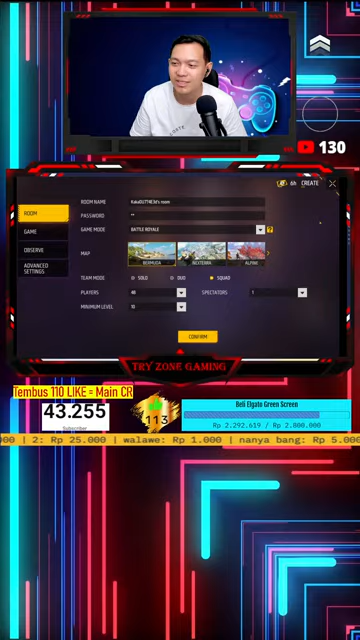 130
6h CREATE
ROOM
GAME
OBSERVE
ADVANCED
SETTINGS
ROOM NAME
PASSWORD **
GAME MODE BATTLE ROYALE ?
MAP BERMUDA NEXTERRA ALPINE
TEAM MODE SOLO DUO SQUAD
PLAYERS 48 SPECTATORS 1
MINIMUM LEVEL
CONFIRM
TRY ZONE GAMING
Tembus 110 LIKE = Main CR
43.255
Subscriber
113
Beli Elgato Green Screen
Rp 2.292.619 / Rp 2.800.000
000 | 2: Rp 25.000 | walawe: Rp 1.000 | nanya bang: Rp 5.000